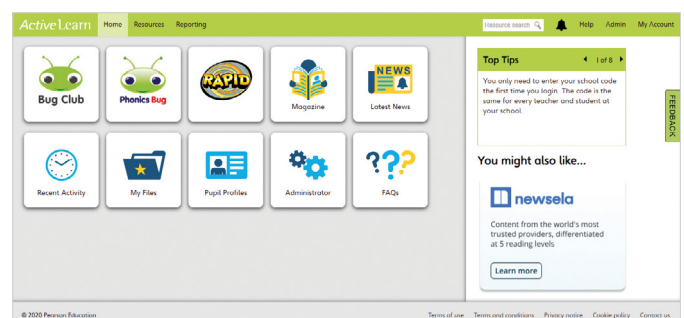 ActiveLearn Home Resources Reporting Resource search Help Admin My Account
Bug Club
Phonics Bug
RAPID
Magazine
NEWS
Latest News
Recent Activity
My Files
Pupil Profiles
Administrator
???
FAQs
Top Tips 1 of 8
You only need to enter your school code
the first time you login. The code is the
same for every teacher and student at
your school.
FEEDBACK
You might also like...
newsela
Content from the world's most
trusted providers, differentiated
at 5 reading levels
Learn more
© 2020 Pearson Education Terms of use Terms and conditions Privacy notice Cookie policy Contact us